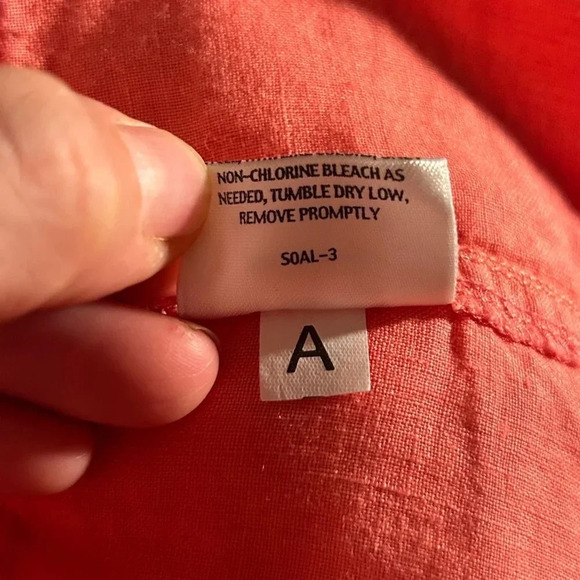 NON-CHLORINE BLEACH AS
NEEDED, TUMBLE DRY LOW,
REMOVE PROMPTLY
SOAL-3
A